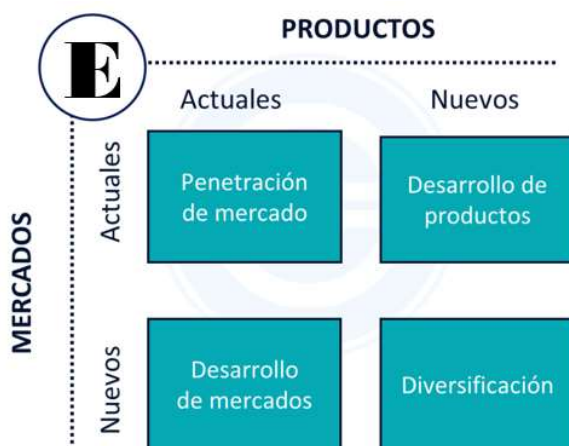 PRODUCTOS
E
Actuales
Nuevos
MERCADOS
Actuales
Penetración
de mercado
Desarrollo de
productos
Nuevos
Desarrollo
de mercados
Diversificación